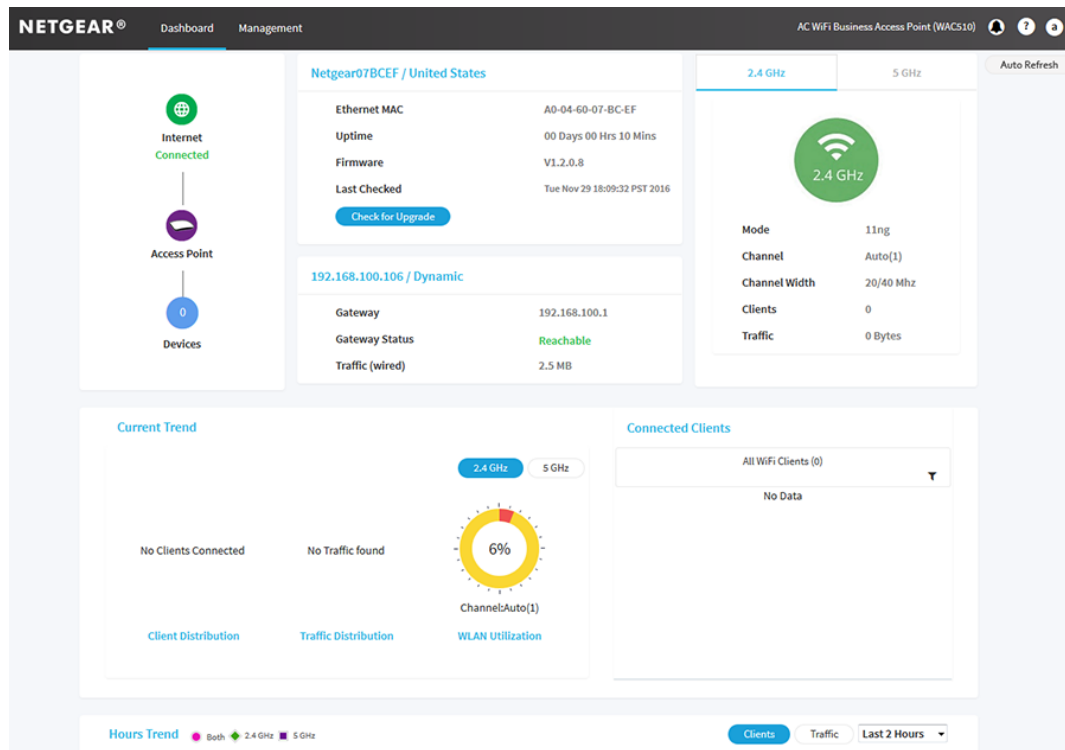 NETGEAR® Dashboard Management AC WiFi Business Access Point (WAC510) ? a
Auto Refresh
Internet
Connected
Access Point
0
Devices
Netgear07BCEF / United States
Ethernet MAC A0-04-60-07-BC-EF
Uptime 00 Days 00 Hrs 10 Mins
Firmware V1.2.0.8
Last Checked Tue Nov 29 18:09:32 PST 2016
Check for Upgrade
192.168.100.106 / Dynamic
Gateway 192.168.100.1
Gateway Status Reachable
Traffic (wired) 2.5 MB
2.4 GHz 5 GHz
2.4 GHz
Mode 11ng
Channel Auto(1)
Channel Width 20/40 Mhz
Clients 0
Traffic 0 Bytes
Current Trend
2.4 GHz 5 GHz
No Clients Connected No Traffic found 6%
Channel:Auto(1)
Client Distribution Traffic Distribution WLAN Utilization
Connected Clients
All WiFi Clients (0)
No Data
Hours Trend Both 2.4 GHz 5 GHz Clients Traffic Last 2 Hours